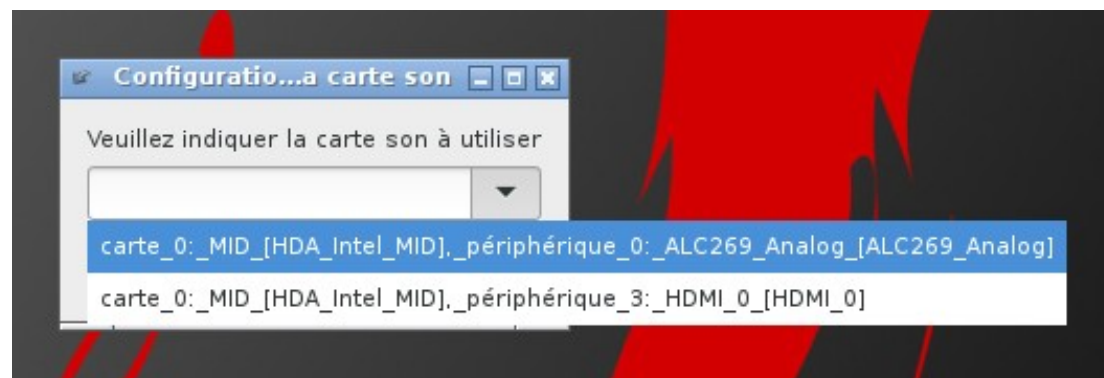 Configuratio...a carte son
Veuillez indiquer la carte son à utiliser
carte_0:_MID_[HDA_Intel_MID],_périphérique_0:_ALC269_Analog_[ALC269_Analog]
carte_0:_MID_[HDA_Intel_MID],_périphérique_3:_HDMI_0_[HDMI_0]